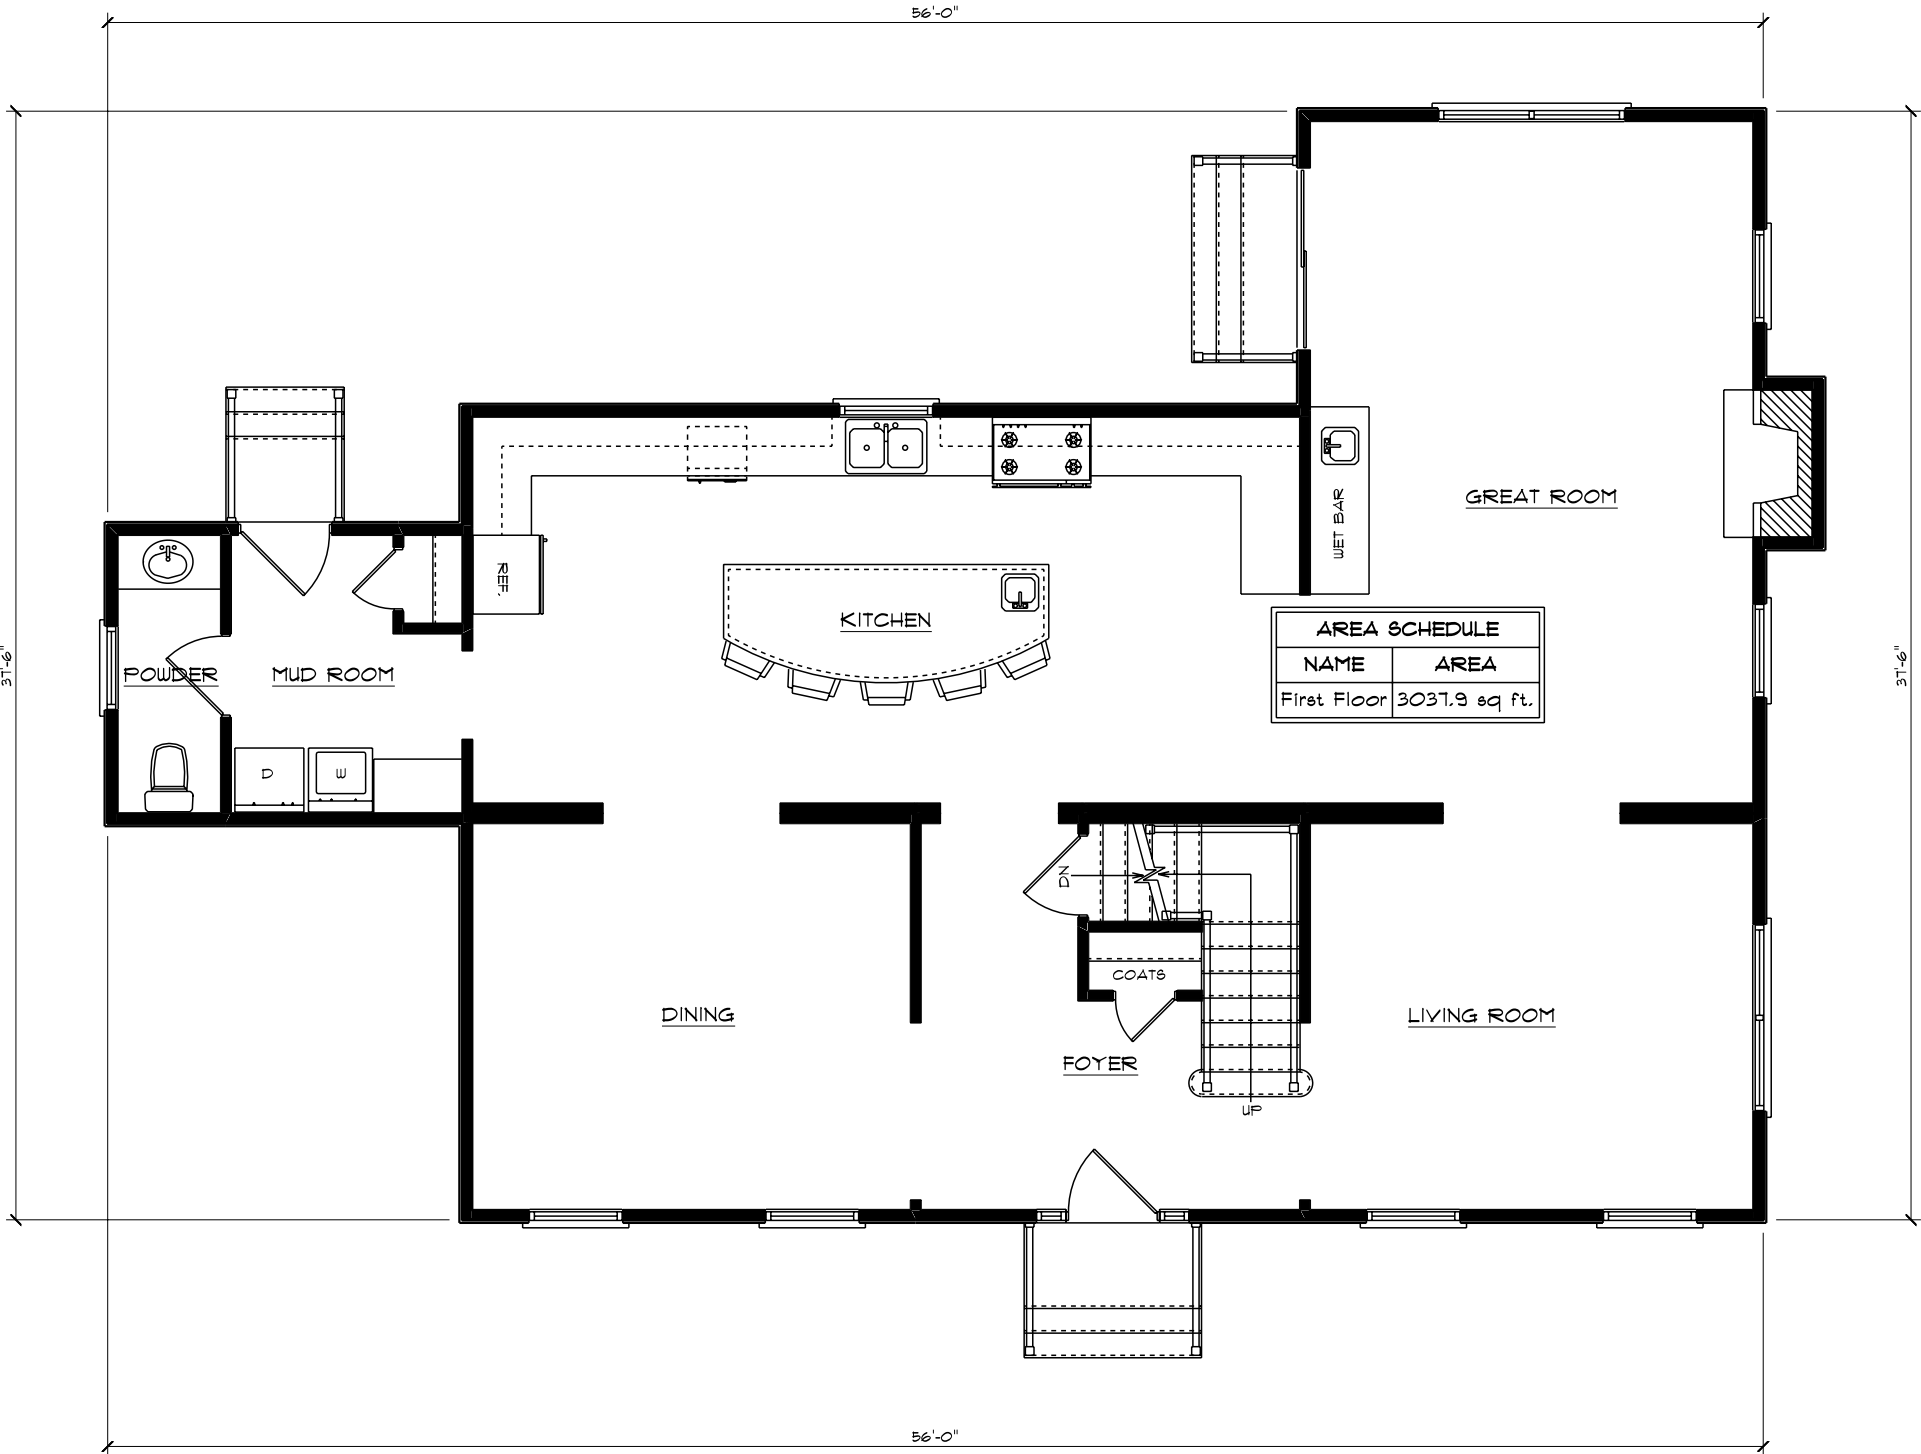 56'-0"
GREAT ROOM
WET BAR
REF.
KITCHEN
AREA SCHEDULE
NAME AREA
First Floor 3037.9 sq ft.
37'-6"
37'-6"
POWDER
MUD ROOM
D
W
DN
COATS
DINING
LIVING ROOM
FOYER
UP
56'-0"